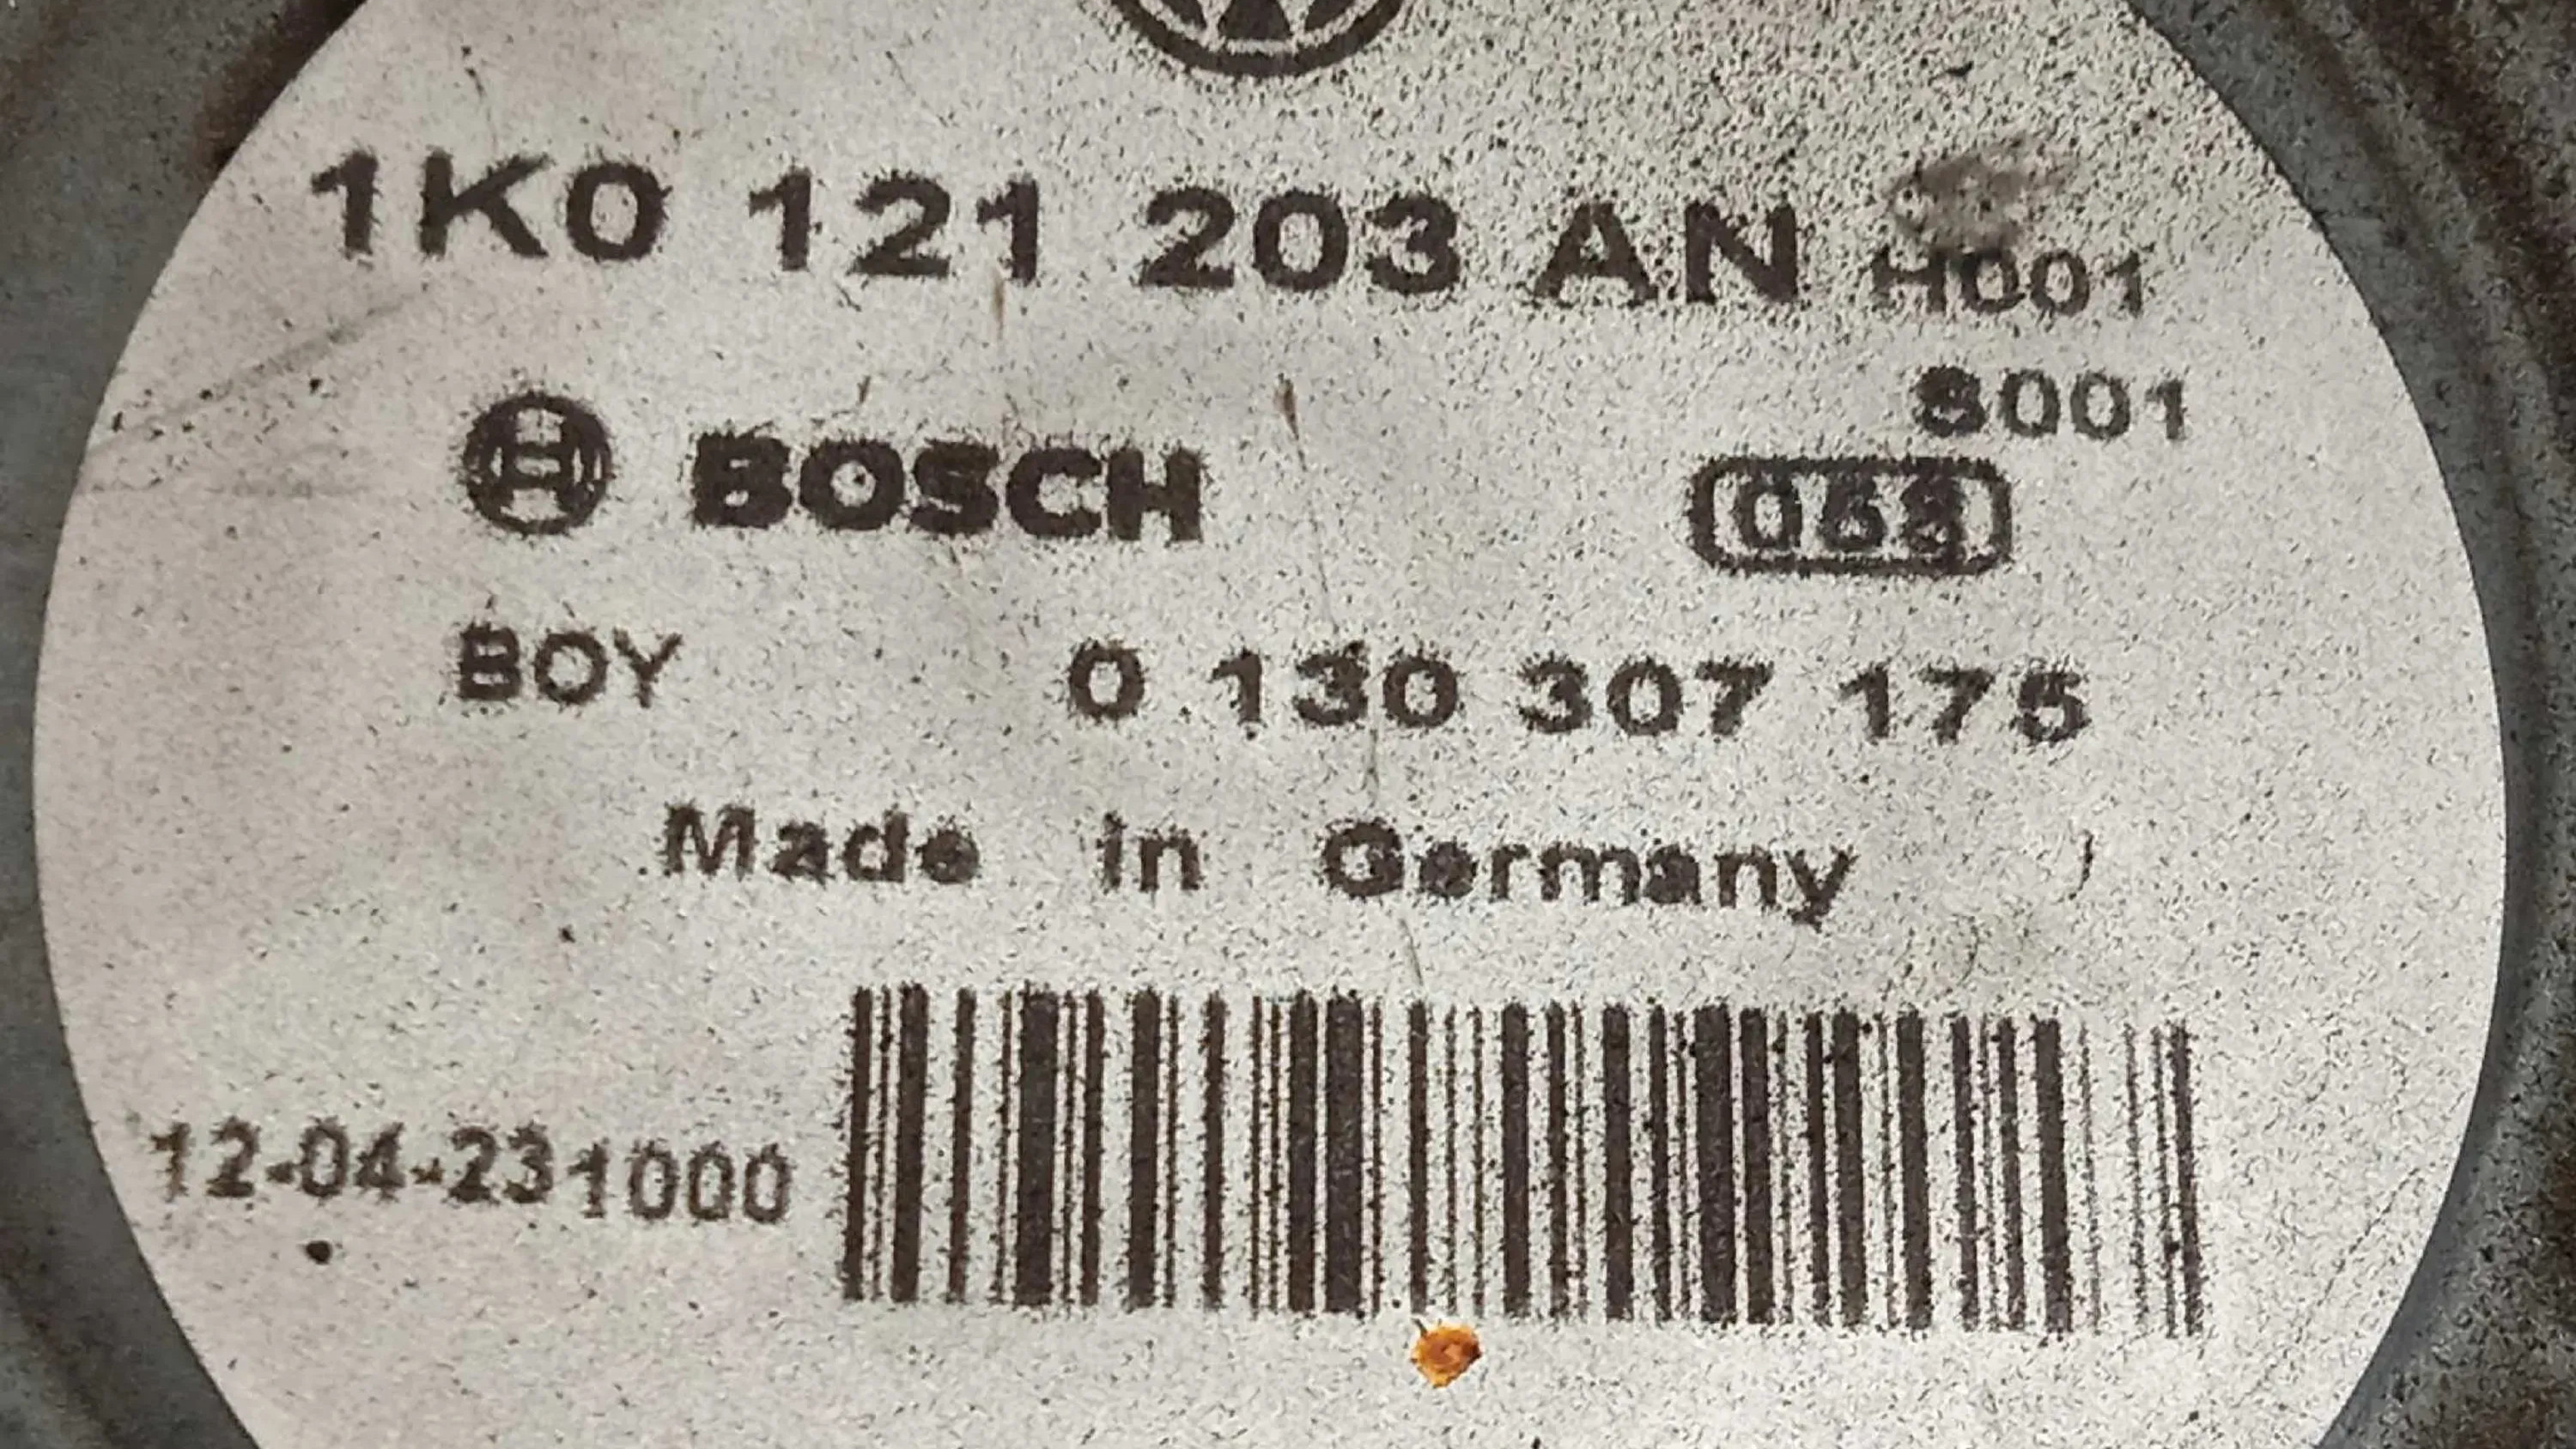 1K0 121 203 AN H001
S001
BOSCH
BOY 0 130 307 175
Made in Germany
12-04-231000